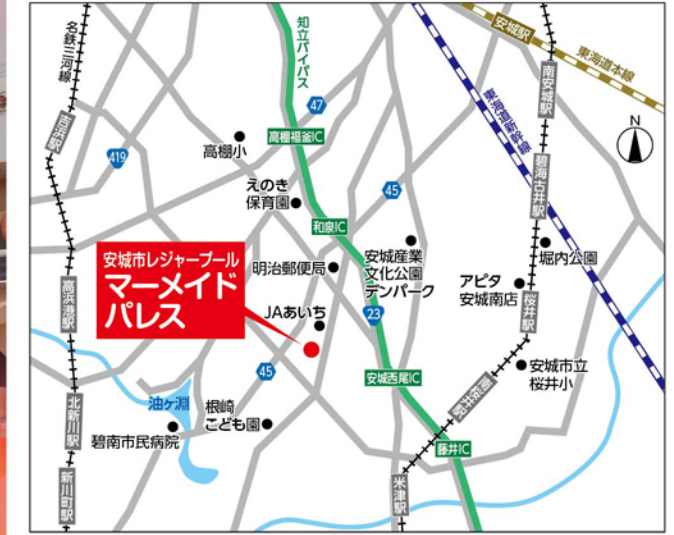 名鉄三河線
知立バイパス
安城駅
東海道本線
南安城駅
東海道新幹線
N
47
高棚福釜IC
吉浜駅
419
高棚小
碧海古井駅
えのき
保育園
45
和泉IC
安城市レジャープール
マーメイド
パレス
明治郵便局
安城産業
文化公園
デンパーク
堀内公園
アピタ
安城南店
高浜港駅
桜井駅
JAあいち
23
45
安城西尾IC
安城市立
桜井小
南桜井駅
油ヶ淵
根崎
こども園
北新川駅
碧南市民病院
藤井IC
新川町駅
米津駅